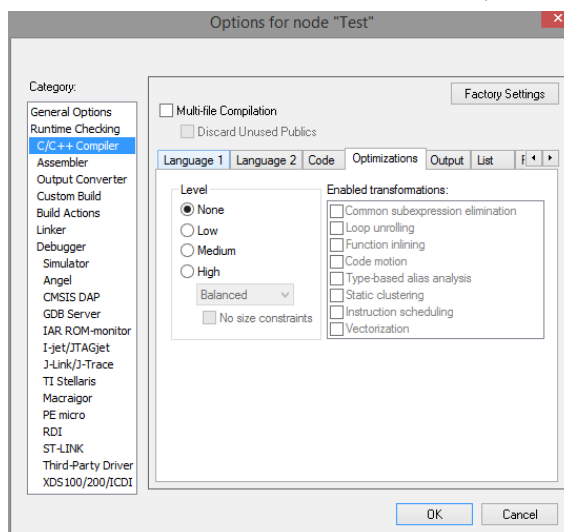 Options for node "Test"
Category:
General Options
Runtime Checking
C/C++ Compiler
Assembler
Output Converter
Custom Build
Build Actions
Linker
Debugger
Simulator
Angel
CMSIS DAP
GDB Server
IAR ROM-monitor
I-jet/JTAGjet
J-Link/J-Trace
TI Stellaris
Macraigor
PE micro
RDI
ST-LINK
Third-Party Driver
XDS100/200/ICDI
Factory Settings
Multi-file Compilation
Discard Unused Publics
Language 1 Language 2 Code Optimizations Output List
Level
None
Low
Medium
High
Balanced
No size constraints
Enabled transformations:
Common subexpression elimination
Loop unrolling
Function inlining
Code motion
Type-based alias analysis
Static clustering
Instruction scheduling
Vectorization
OK Cancel